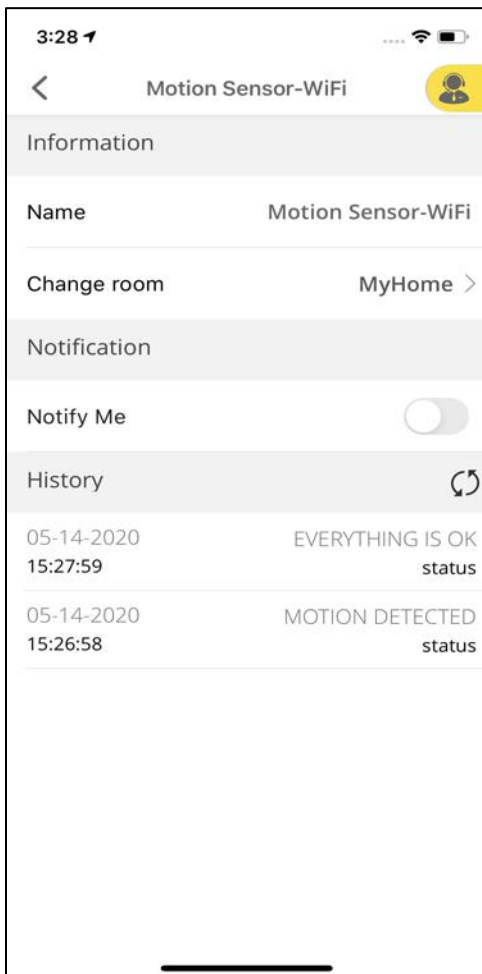 3:28
Motion Sensor-WiFi
Information
Name Motion Sensor-WiFi
Change room MyHome
Notification
Notify Me
History
05-14-2020 EVERYTHING IS OK
15:27:59 status
05-14-2020 MOTION DETECTED
15:26:58 status